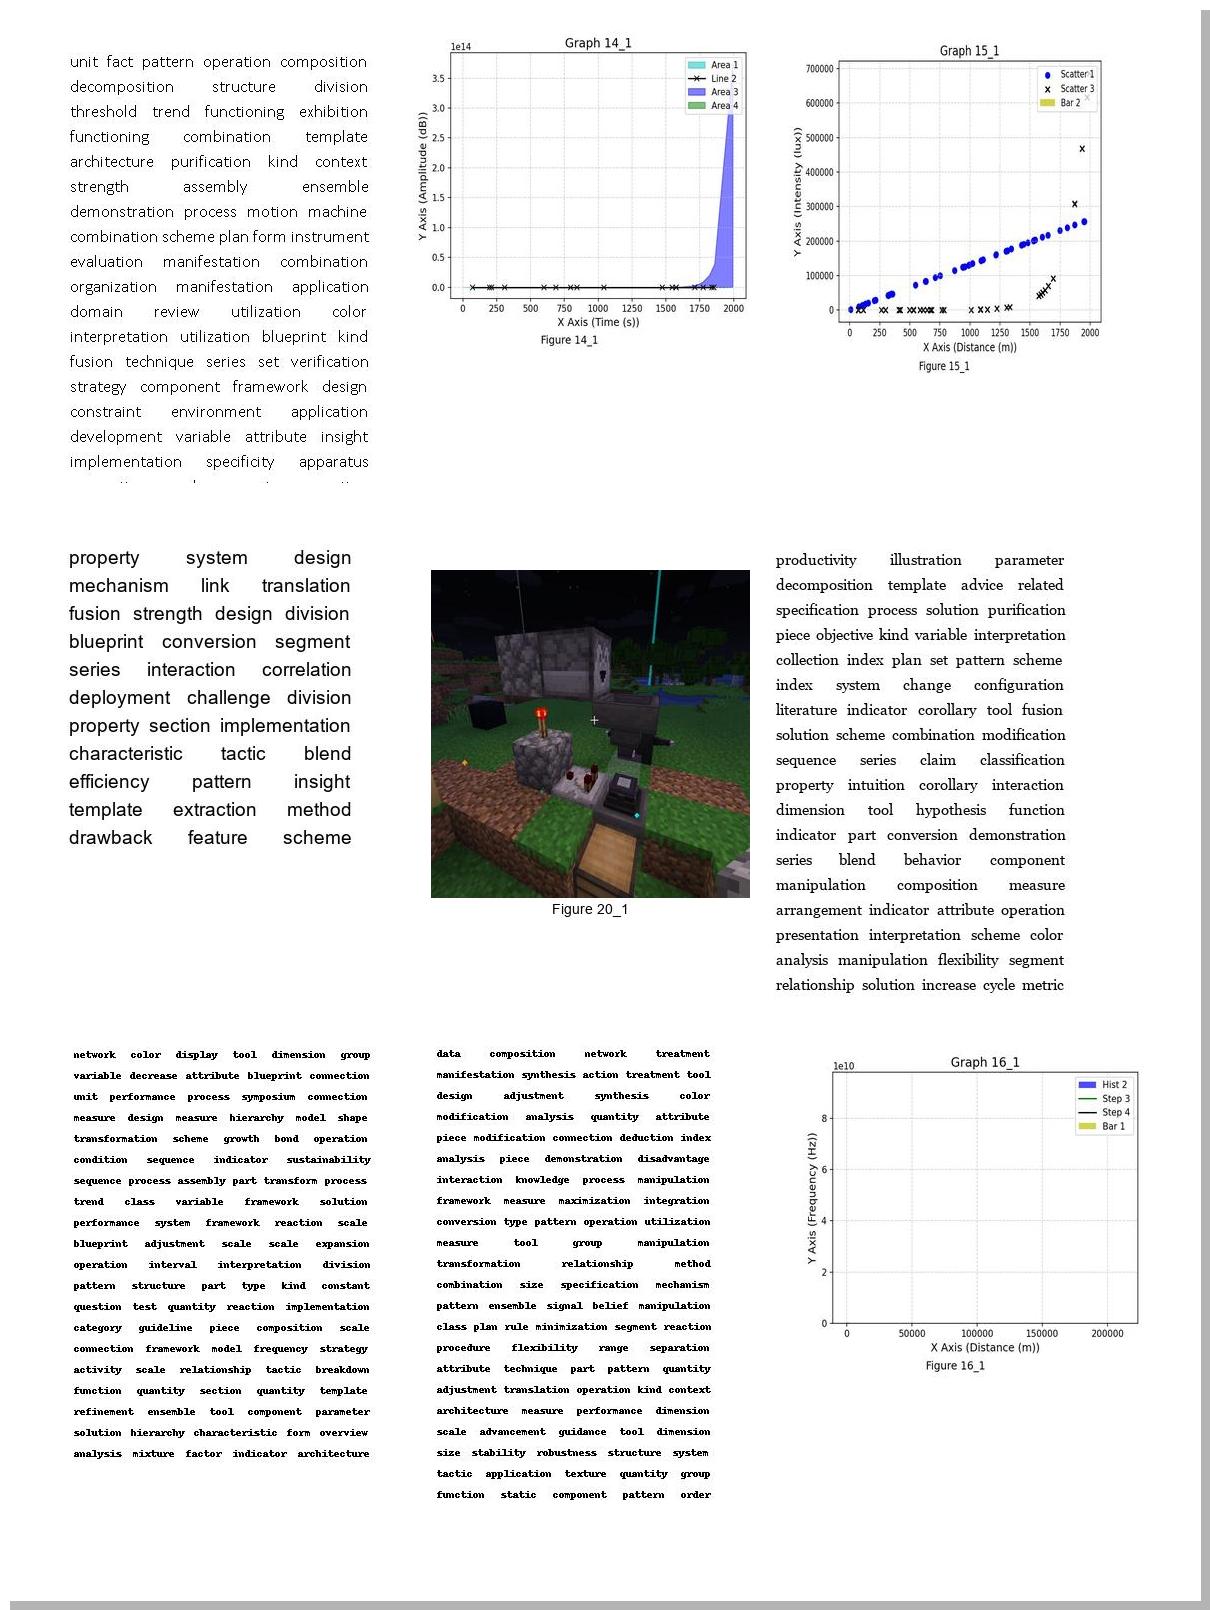 unit fact pattern operation composition
decomposition structure division
threshold trend functioning exhibition
functioning combination template
architecture purification kind context
strength assembly ensemble
demonstration process motion machine
combination scheme plan form instrument
evaluation manifestation combination
organization manifestation application
domain review utilization color
interpretation utilization blueprint kind
fusion technique series set verification
strategy component framework design
constraint environment application
development variable attribute insight
implementation specificity apparatus
Graph 14_1
1e14
Area 1
Line 2
Area 3
Area 4
3.5
3.0
2.5
2.0
1.5
1.0
0.5
0.0
Y Axis (Amplitude (dB))
0 250 500 750 1000 1250 1500 1750 2000
X Axis (Time (s))
Figure 14_1
Graph 15_1
Scatter 1
Scatter 3
Bar 2
700000
600000
500000
400000
300000
200000
100000
0
Y Axis (Intensity (lux))
0 250 500 750 1000 1250 1500 1750 2000
X Axis (Distance (m))
Figure 15_1
property system design
mechanism link translation
fusion strength design division
blueprint conversion segment
series interaction correlation
deployment challenge division
property section implementation
characteristic tactic blend
efficiency pattern insight
template extraction method
drawback feature scheme
Figure 20_1
productivity illustration parameter
decomposition template advice related
specification process solution purification
piece objective kind variable interpretation
collection index plan set pattern scheme
index system change configuration
literature indicator corollary tool fusion
solution scheme combination modification
sequence series claim classification
property intuition corollary interaction
dimension tool hypothesis function
indicator part conversion demonstration
series blend behavior component
manipulation composition measure
arrangement indicator attribute operation
presentation interpretation scheme color
analysis manipulation flexibility segment
relationship solution increase cycle metric
network color display tool dimension group
variable decrease attribute blueprint connection
unit performance process symposium connection
measure design measure hierarchy model shape
transformation scheme growth bond operation
condition sequence indicator sustainability
sequence process assembly part transform process
trend class variable framework solution
performance system framework reaction scale
blueprint adjustment scale scale expansion
operation interval interpretation division
pattern structure part type kind constant
question test quantity reaction implementation
category guideline piece composition scale
connection framework model frequency strategy
activity scale relationship tactic breakdown
function quantity section quantity template
refinement ensemble tool component parameter
solution hierarchy characteristic form overview
analysis mixture factor indicator architecture
data composition network treatment
manifestation synthesis action treatment tool
design adjustment synthesis color
modification analysis quantity attribute
piece modification connection deduction index
analysis piece demonstration disadvantage
interaction knowledge process manipulation
framework measure maximization integration
conversion type pattern operation utilization
measure tool group manipulation
transformation relationship method
combination size specification mechanism
pattern ensemble signal belief manipulation
class plan rule minimization segment reaction
procedure flexibility range separation
attribute technique part pattern quantity
adjustment translation operation kind context
architecture measure performance dimension
scale advancement guidance tool dimension
size stability robustness structure system
tactic application texture quantity group
function static component pattern order
Graph 16_1
1e10
Hist 2
Step 3
Step 4
Bar 1
8
6
4
2
0
Y Axis (Frequency (Hz))
0 50000 100000 150000 200000
X Axis (Distance (m))
Figure 16_1